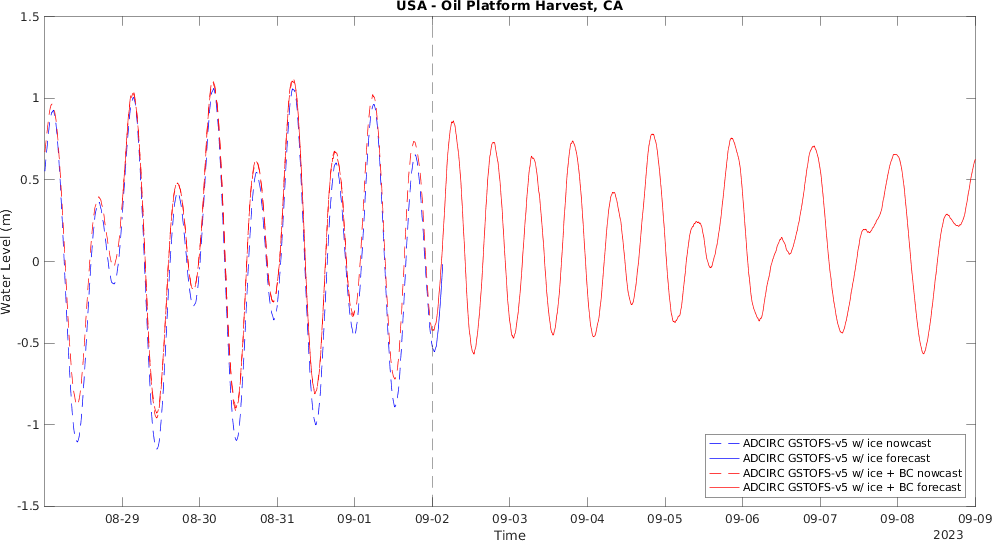 USA - Oil Platform Harvest, CA
1.5
1
0.5
0
-0.5
-1
-1.5
Water Level (m)
08-29 08-30 08-31 09-01 09-02 09-03 09-04 09-05 09-06 09-07 09-08 09-09
Time
2023
ADCIRC GSTOFS-v5 w/ ice nowcast
ADCIRC GSTOFS-v5 w/ ice forecast
ADCIRC GSTOFS-v5 w/ ice + BC nowcast
ADCIRC GSTOFS-v5 w/ ice + BC forecast